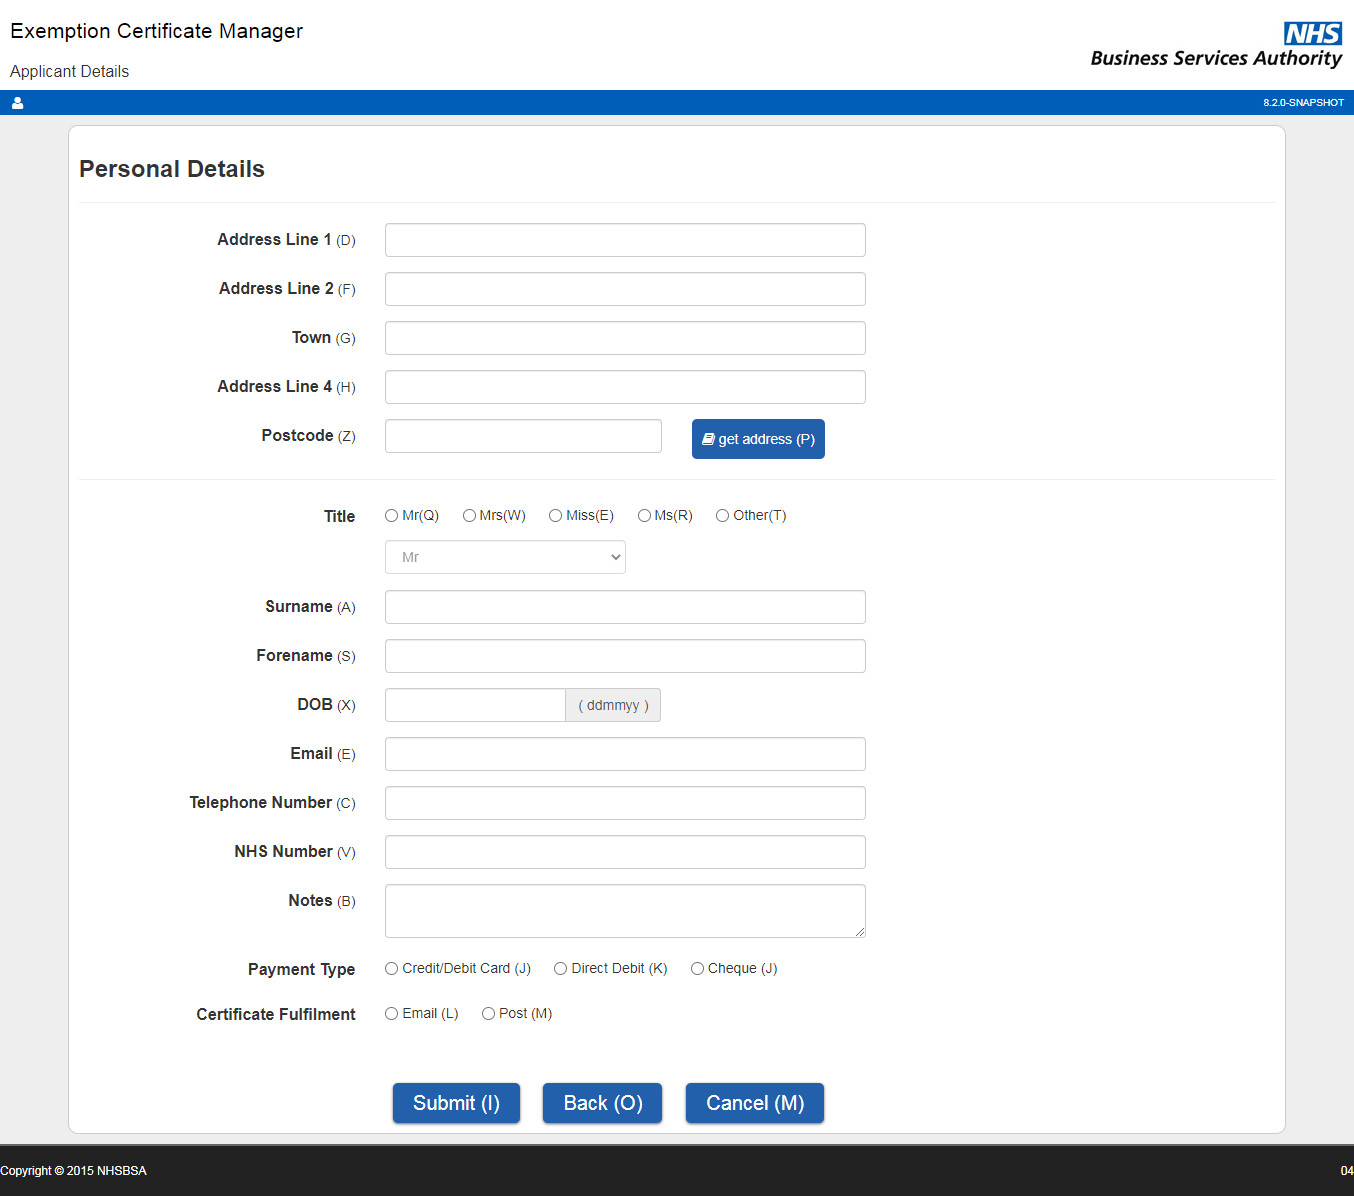 Exemption Certificate Manager
NHS
Business Services Authority
Applicant Details
8.2.0-SNAPSHOT
Personal Details
Address Line 1 (D)
Address Line 2 (F)
Town (G)
Address Line 4 (H)
Postcode (Z)
get address (P)
Title
Mr(Q) Mrs(W) Miss(E) Ms(R) Other(T)
Mr
Surname (A)
Forename (S)
DOB (X) ( ddmmyy )
Email (E)
Telephone Number (C)
NHS Number (V)
Notes (B)
Payment Type Credit/Debit Card (J) Direct Debit (K) Cheque (J)
Certificate Fulfilment Email (L) Post (M)
Submit (I) Back (O) Cancel (M)
Copyright © 2015 NHSBSA 04